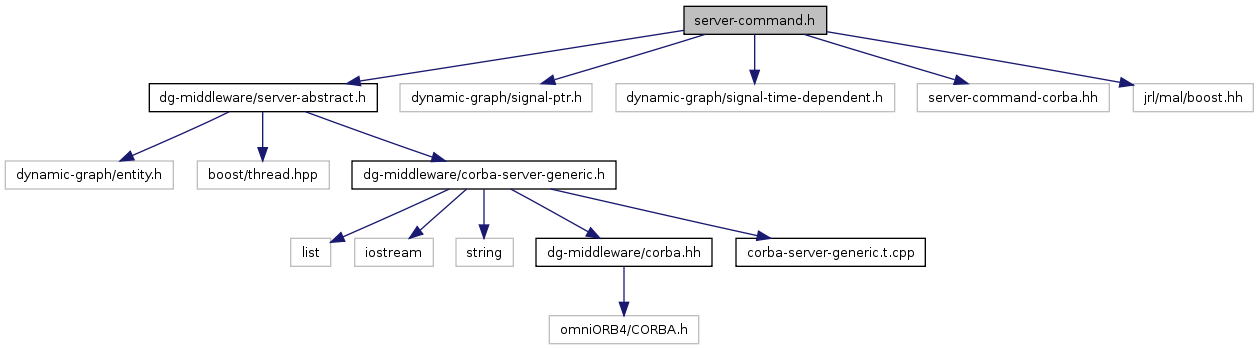 server-command.h
dg-middleware/server-abstract.h
dynamic-graph/signal-ptr.h
dynamic-graph/signal-time-dependent.h
server-command-corba.hh
jrl/mal/boost.hh
dynamic-graph/entity.h
boost/thread.hpp
dg-middleware/corba-server-generic.h
list
iostream
string
dg-middleware/corba.hh
corba-server-generic.t.cpp
omniORB4/CORBA.h